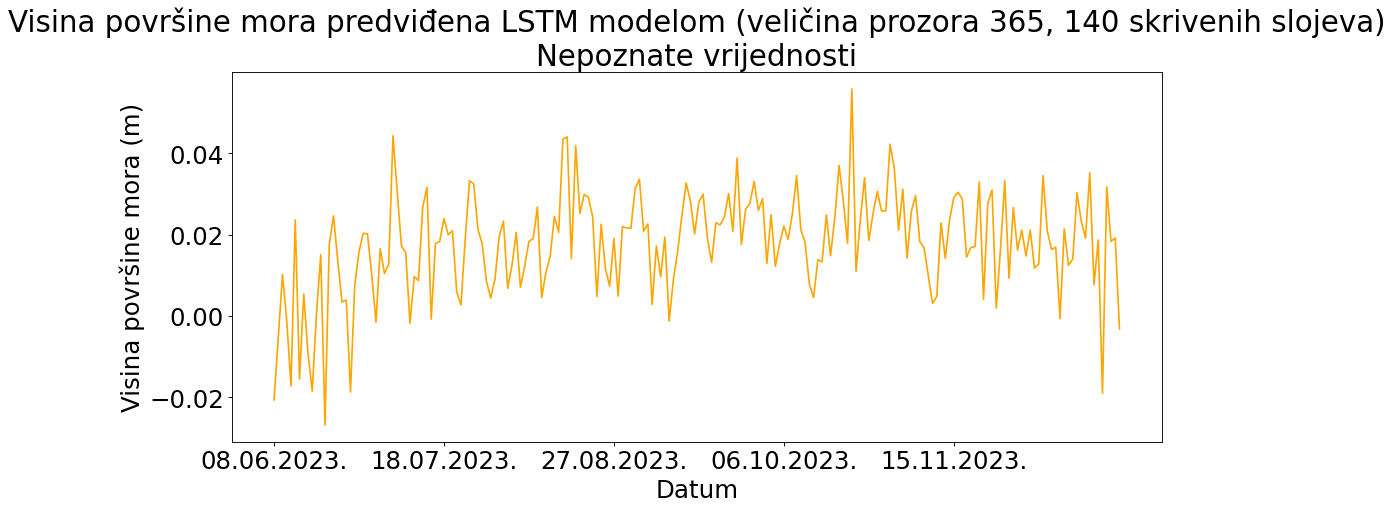 Visina površine mora predviđena LSTM modelom (veličina prozora 365, 140 skrivenih slojeva)
Nepoznate vrijednosti
Visina površine mora (m)
0.04
0.02
0.00
−0.02
08.06.2023. 18.07.2023. 27.08.2023. 06.10.2023. 15.11.2023.
Datum